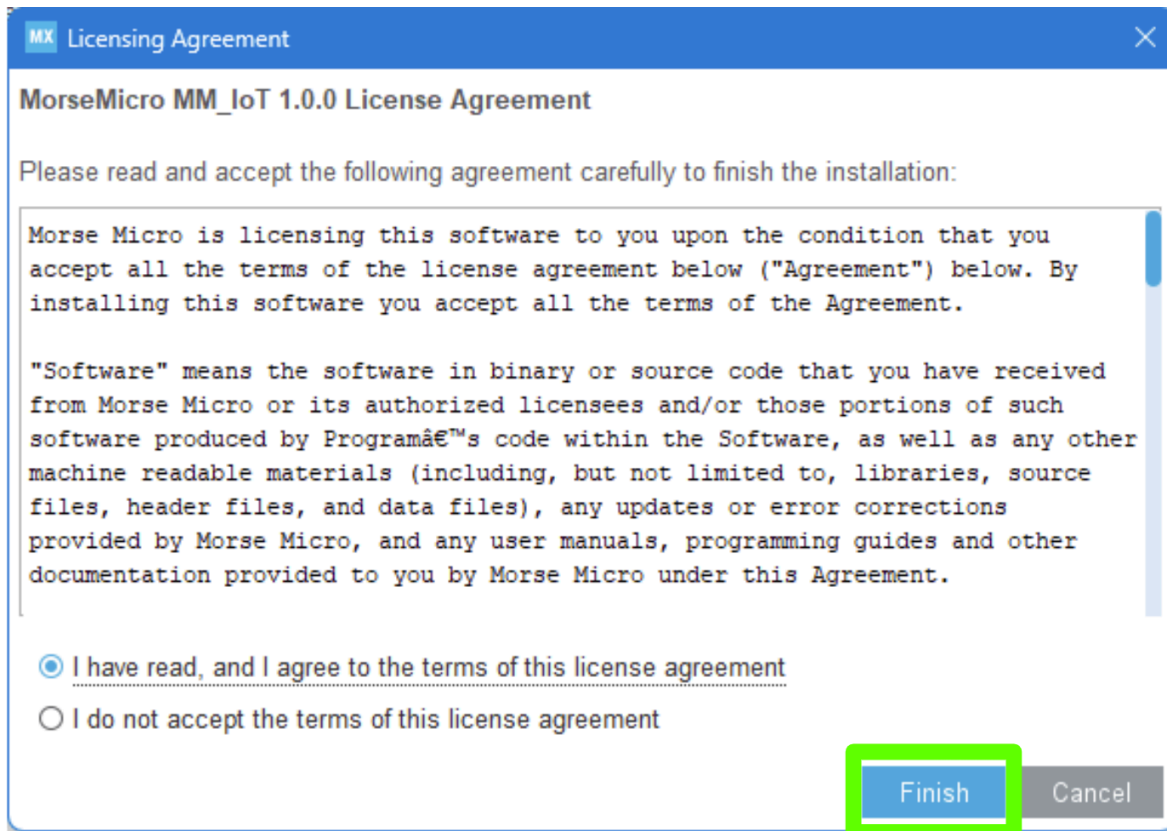 MX Licensing Agreement
MorseMicro MM_IoT 1.0.0 License Agreement
Please read and accept the following agreement carefully to finish the installation:
Morse Micro is licensing this software to you upon the condition that you
accept all the terms of the license agreement below ("Agreement") below. By
installing this software you accept all the terms of the Agreement.
"Software" means the software in binary or source code that you have received
from Morse Micro or its authorized licensees and/or those portions of such
software produced by Programâ€™s code within the Software, as well as any other
machine readable materials (including, but not limited to, libraries, source
files, header files, and data files), any updates or error corrections
provided by Morse Micro, and any user manuals, programming guides and other
documentation provided to you by Morse Micro under this Agreement.
I have read, and I agree to the terms of this license agreement
I do not accept the terms of this license agreement
Finish Cancel